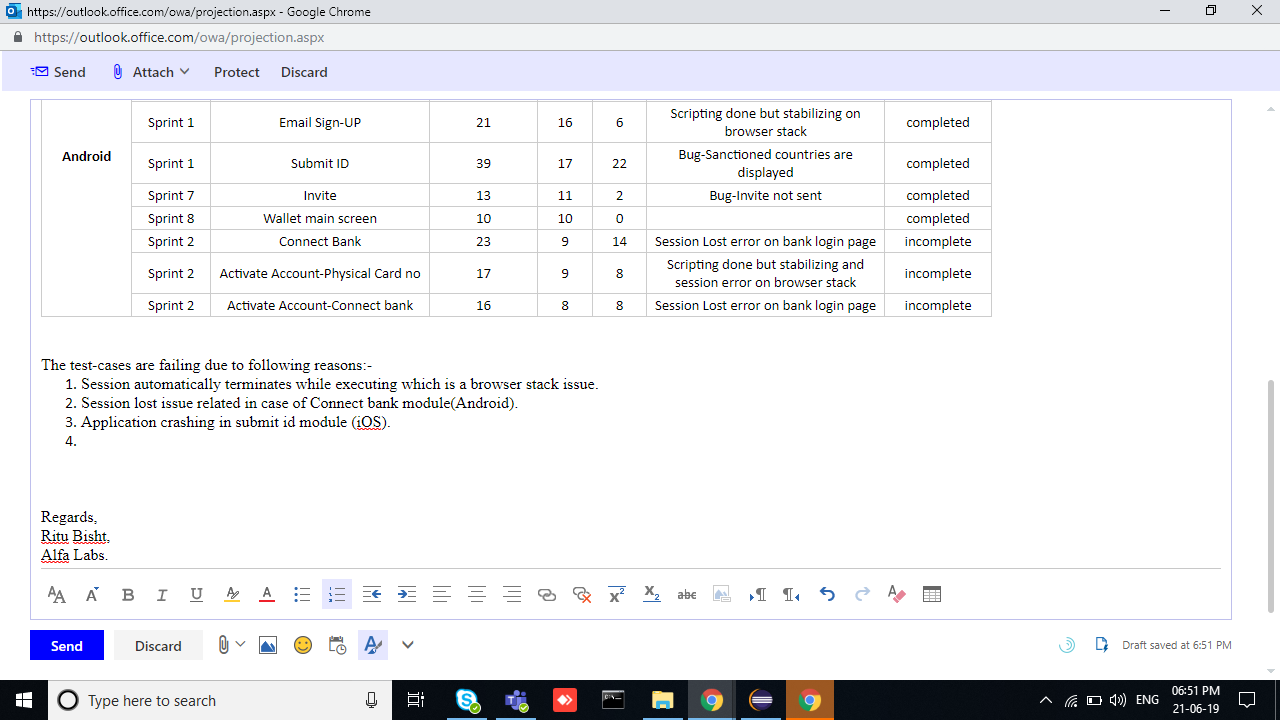 https://outlook.office.com/owa/projection.aspx - Google Chrome
https://outlook.office.com/owa/projection.aspx
Send Attach Protect Discard
Android
Sprint 1 Email Sign-UP 21 16 6 Scripting done but stabilizing on browser stack completed
Sprint 1 Submit ID 39 17 22 Bug-Sanctioned countries are displayed completed
Sprint 7 Invite 13 11 2 Bug-Invite not sent completed
Sprint 8 Wallet main screen 10 10 0 completed
Sprint 2 Connect Bank 23 9 14 Session Lost error on bank login page incomplete
Sprint 2 Activate Account-Physical Card no 17 9 8 Scripting done but stabilizing and session error on browser stack incomplete
Sprint 2 Activate Account-Connect bank 16 8 8 Session Lost error on bank login page incomplete
The test-cases are failing due to following reasons:-
1. Session automatically terminates while executing which is a browser stack issue.
2. Session lost issue related in case of Connect bank module(Android).
3. Application crashing in submit id module (iOS).
4.
Regards,
Ritu Bisht,
Alfa Labs.
Send Discard Draft saved at 6:51 PM
Type here to search ENG 06:51 PM
21-06-19